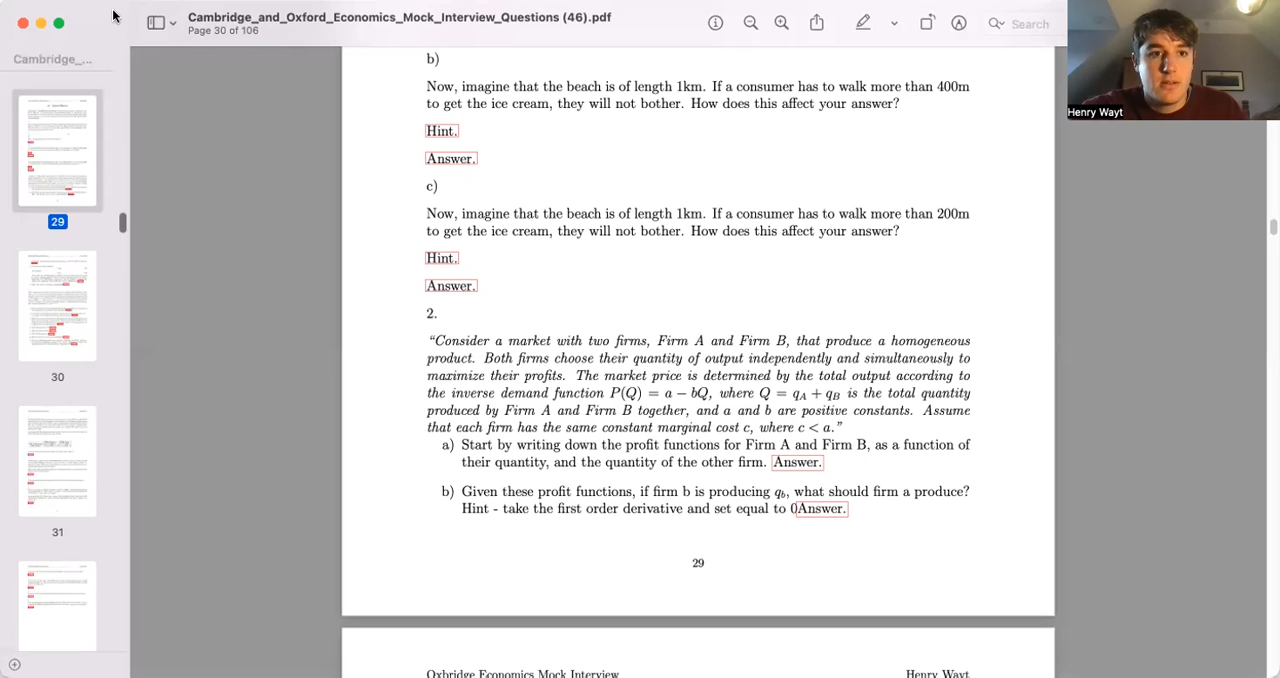 Cambridge_and_Oxford_Economics_Mock_Interview_Questions (46).pdf
Page 30 of 106
Search
Cambridge_...
29
30
31
Henry Wayt
b)
Now, imagine that the beach is of length 1km. If a consumer has to walk more than 400m
to get the ice cream, they will not bother. How does this affect your answer?
Hint.
Answer.
c)
Now, imagine that the beach is of length 1km. If a consumer has to walk more than 200m
to get the ice cream, they will not bother. How does this affect your answer?
Hint.
Answer.
2.
“Consider a market with two firms, Firm A and Firm B, that produce a homogeneous
product. Both firms choose their quantity of output independently and simultaneously to
maximize their profits. The market price is determined by the total output according to
the inverse demand function P(Q) = a − bQ, where Q = qA + qB is the total quantity
produced by Firm A and Firm B together, and a and b are positive constants. Assume
that each firm has the same constant marginal cost c, where c < a.”
a) Start by writing down the profit functions for Firm A and Firm B, as a function of
their quantity, and the quantity of the other firm. Answer.
b) Given these profit functions, if firm b is producing qb, what should firm a produce?
Hint - take the first order derivative and set equal to 0Answer.
29
Oxbridge Economics Mock Interview
Henry Wayt